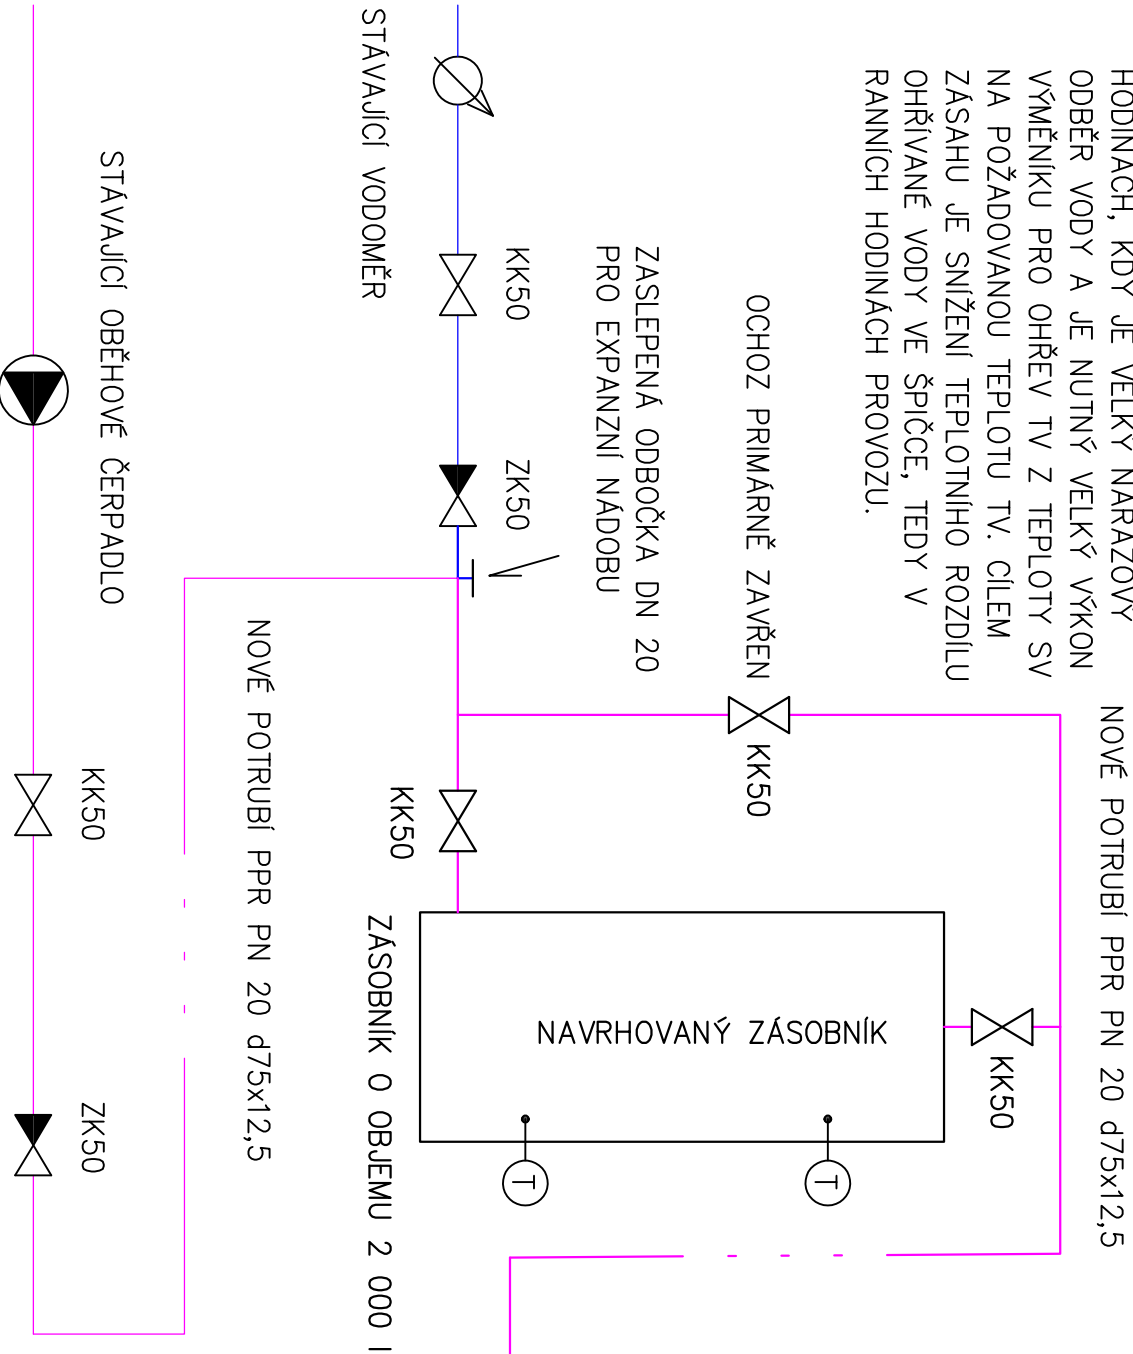 HODINÁCH, KDY JE VELKÝ NÁRAZOVÝ
ODBĚR VODY A JE NUTNÝ VELKÝ VÝKON
VÝMĚNÍKU PRO OHŘEV TV Z TEPLOTY SV
NA POŽADOVANOU TEPLOTU TV. CÍLEM
ZÁSAHU JE SNÍŽENÍ TEPLOTNÍHO ROZDÍLU
OHŘÍVANÉ VODY VE ŠPIČCE, TEDY V
RANNÍCH HODINÁCH PROVOZU.
NOVÉ POTRUBÍ PPR PN 20 d75x12,5
OCHOZ PRIMÁRNĚ ZAVŘEN
KK50
KK50
ZASLEPENÁ ODBOČKA DN 20
PRO EXPANZNÍ NÁDOBU
KK50
ZK50
STÁVAJÍCÍ VODOMĚR
KK50
NAVRHOVANÝ ZÁSOBNÍK
T
T
ZÁSOBNÍK O OBJEMU 2 000 l
NOVÉ POTRUBÍ PPR PN 20 d75x12,5
STÁVAJÍCÍ OBĚHOVÉ ČERPADLO
KK50
ZK50